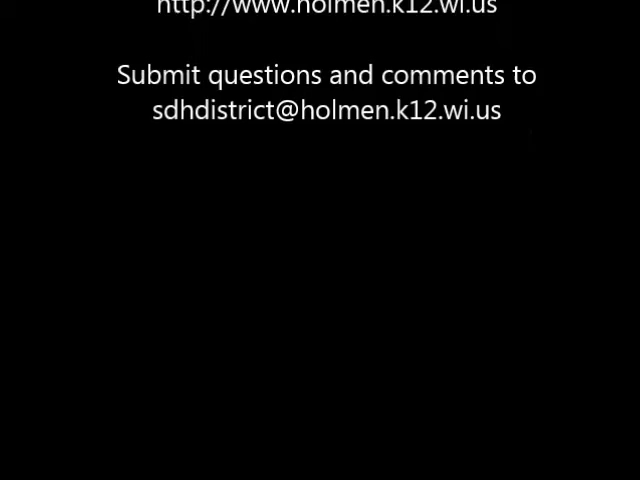 http://www.holmen.k12.wi.us
Submit questions and comments to
sdhdistrict@holmen.k12.wi.us